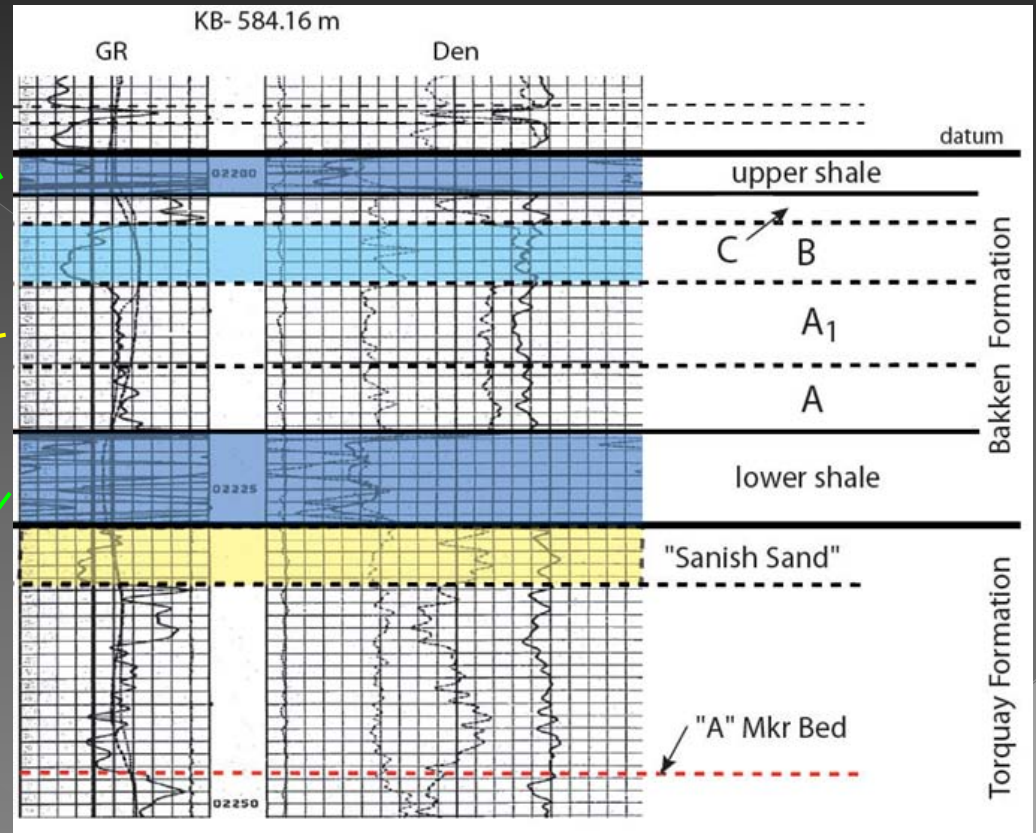 KB- 584.16 m
GR
Den
datum
02200
upper shale
C
B
A1
A
Bakken Formation
02225
lower shale
"Sanish Sand"
"A" Mkr Bed
02250
Torquay Formation